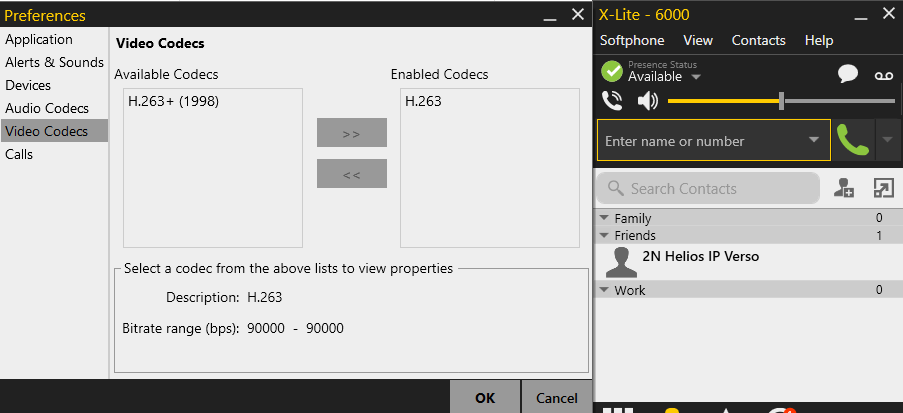 Preferences
Application
Alerts & Sounds
Devices
Audio Codecs
Video Codecs
Calls
Video Codecs
Available Codecs
Enabled Codecs
H.263+ (1998)
H.263
>>
<<
Select a codec from the above lists to view properties
Description: H.263
Bitrate range (bps): 90000 - 90000
OK
Cancel
X-Lite - 6000
Softphone View Contacts Help
Presence Status
Available
Enter name or number
Search Contacts
Family 0
Friends 1
2N Helios IP Verso
Work 0